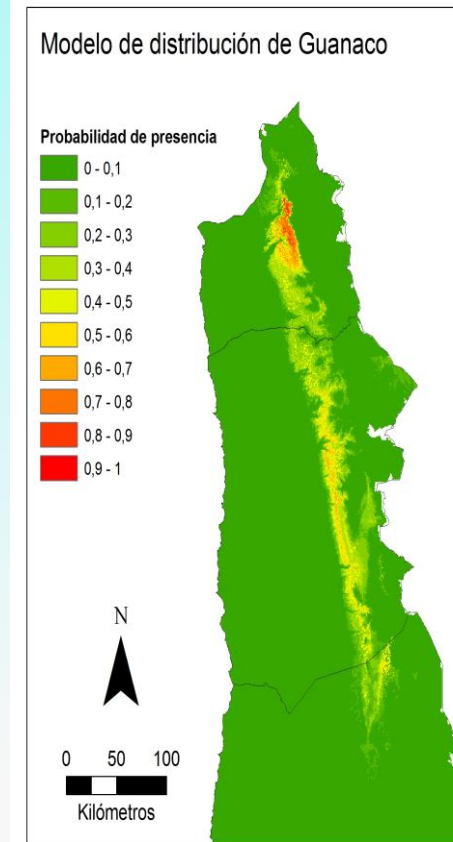 Modelo de distribución de Guanaco
Probabilidad de presencia
0 - 0,1
0,1 - 0,2
0,2 - 0,3
0,3 - 0,4
0,4 - 0,5
0,5 - 0,6
0,6 - 0,7
0,7 - 0,8
0,8 - 0,9
0,9 - 1
N
0 50 100
Kilómetros